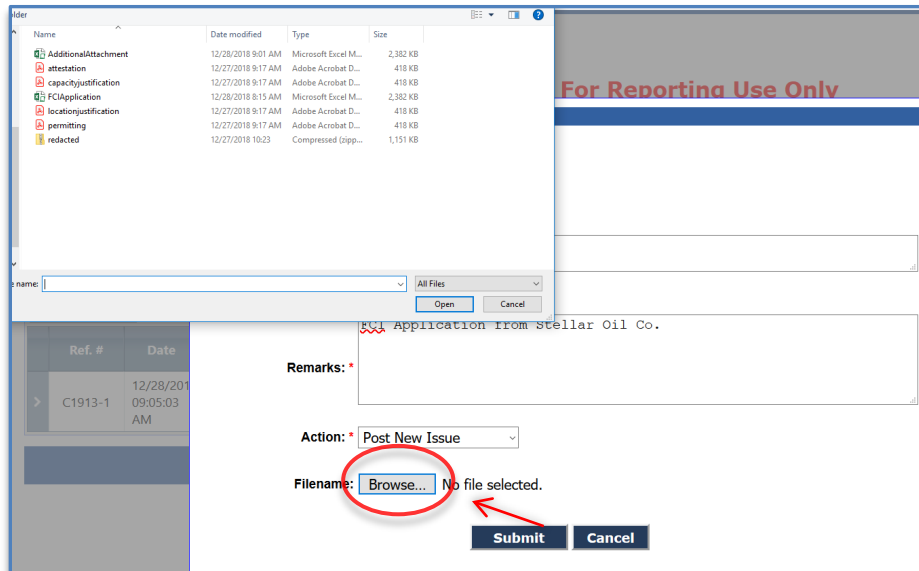 lder
Name Date modified Type Size
AdditionalAttachment 12/28/2018 9:01 AM Microsoft Excel M... 2,382 KB
attestation 12/27/2018 9:17 AM Adobe Acrobat D... 418 KB
capacityjustification 12/27/2018 9:17 AM Adobe Acrobat D... 418 KB
FCIApplication 12/28/2018 8:15 AM Microsoft Excel M... 2,382 KB
locationjustification 12/27/2018 9:17 AM Adobe Acrobat D... 418 KB
permitting 12/27/2018 9:17 AM Adobe Acrobat D... 418 KB
redacted 12/27/2018 10:23 Compressed (zipp... 1,151 KB
For Reporting Use Only
e name: All Files
Open Cancel
FCI Application from Stellar Oil Co.
Ref. # Date
Remarks: *
C1913-1 12/28/201
09:05:03
AM
Action: * Post New Issue
Filename: Browse... No file selected.
Submit Cancel